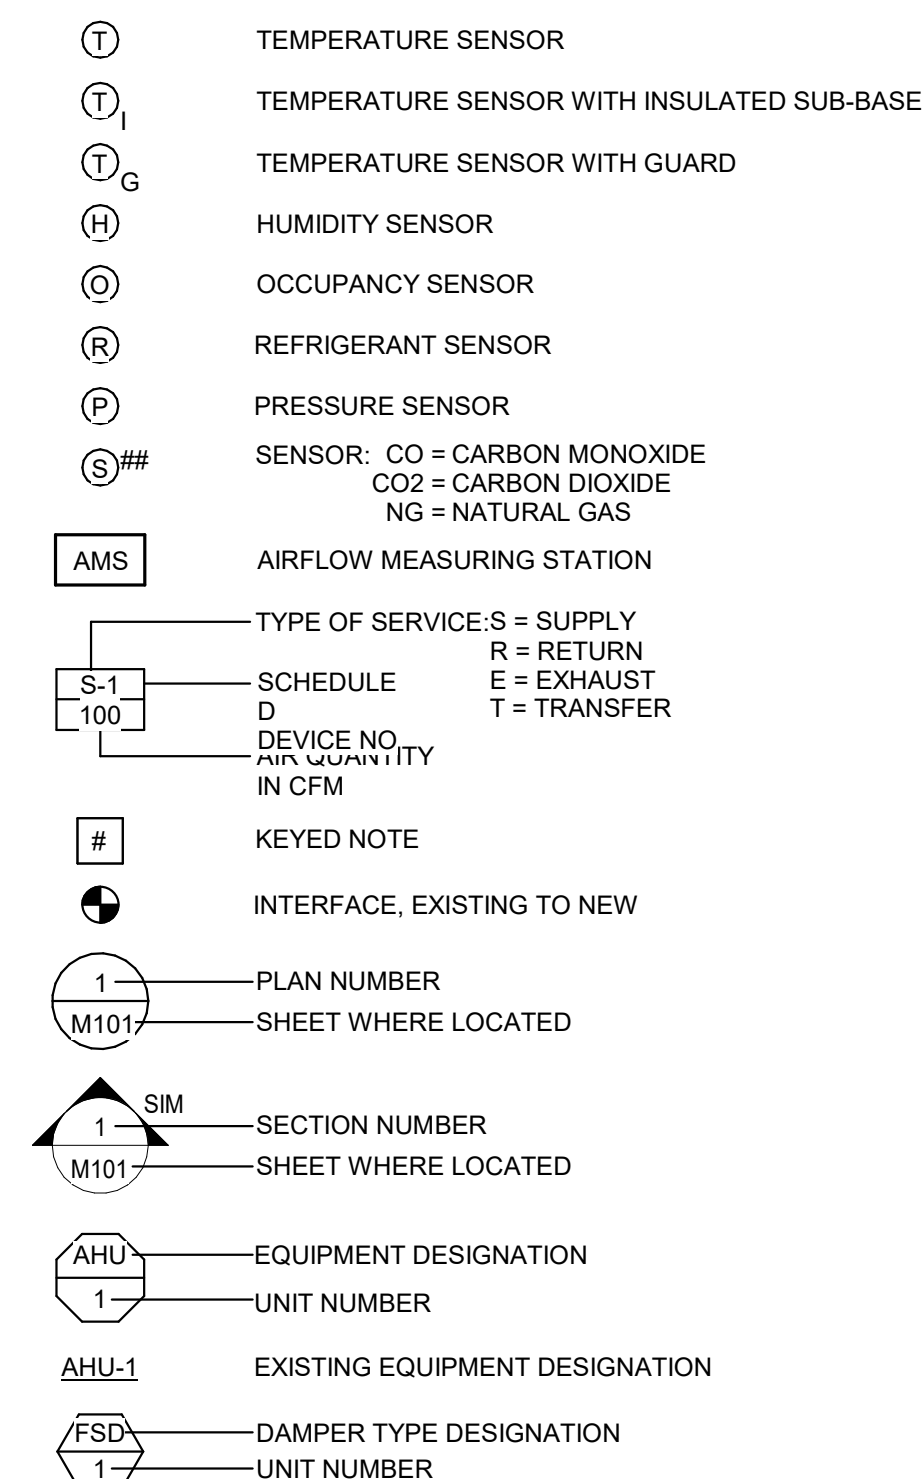 T TEMPERATURE SENSOR
T I TEMPERATURE SENSOR WITH INSULATED SUB-BASE
T G TEMPERATURE SENSOR WITH GUARD
H HUMIDITY SENSOR
O OCCUPANCY SENSOR
R REFRIGERANT SENSOR
P PRESSURE SENSOR
S ## SENSOR: CO = CARBON MONOXIDE
CO2 = CARBON DIOXIDE
NG = NATURAL GAS
AMS AIRFLOW MEASURING STATION
TYPE OF SERVICE: S = SUPPLY
R = RETURN
S-1 SCHEDULE E = EXHAUST
100 D T = TRANSFER
DEVICE NO.
AIR QUANTITY
IN CFM
# KEYED NOTE
INTERFACE, EXISTING TO NEW
1 PLAN NUMBER
M101 SHEET WHERE LOCATED
SIM
1 SECTION NUMBER
M101 SHEET WHERE LOCATED
AHU EQUIPMENT DESIGNATION
1 UNIT NUMBER
AHU-1 EXISTING EQUIPMENT DESIGNATION
FSD DAMPER TYPE DESIGNATION
1 UNIT NUMBER